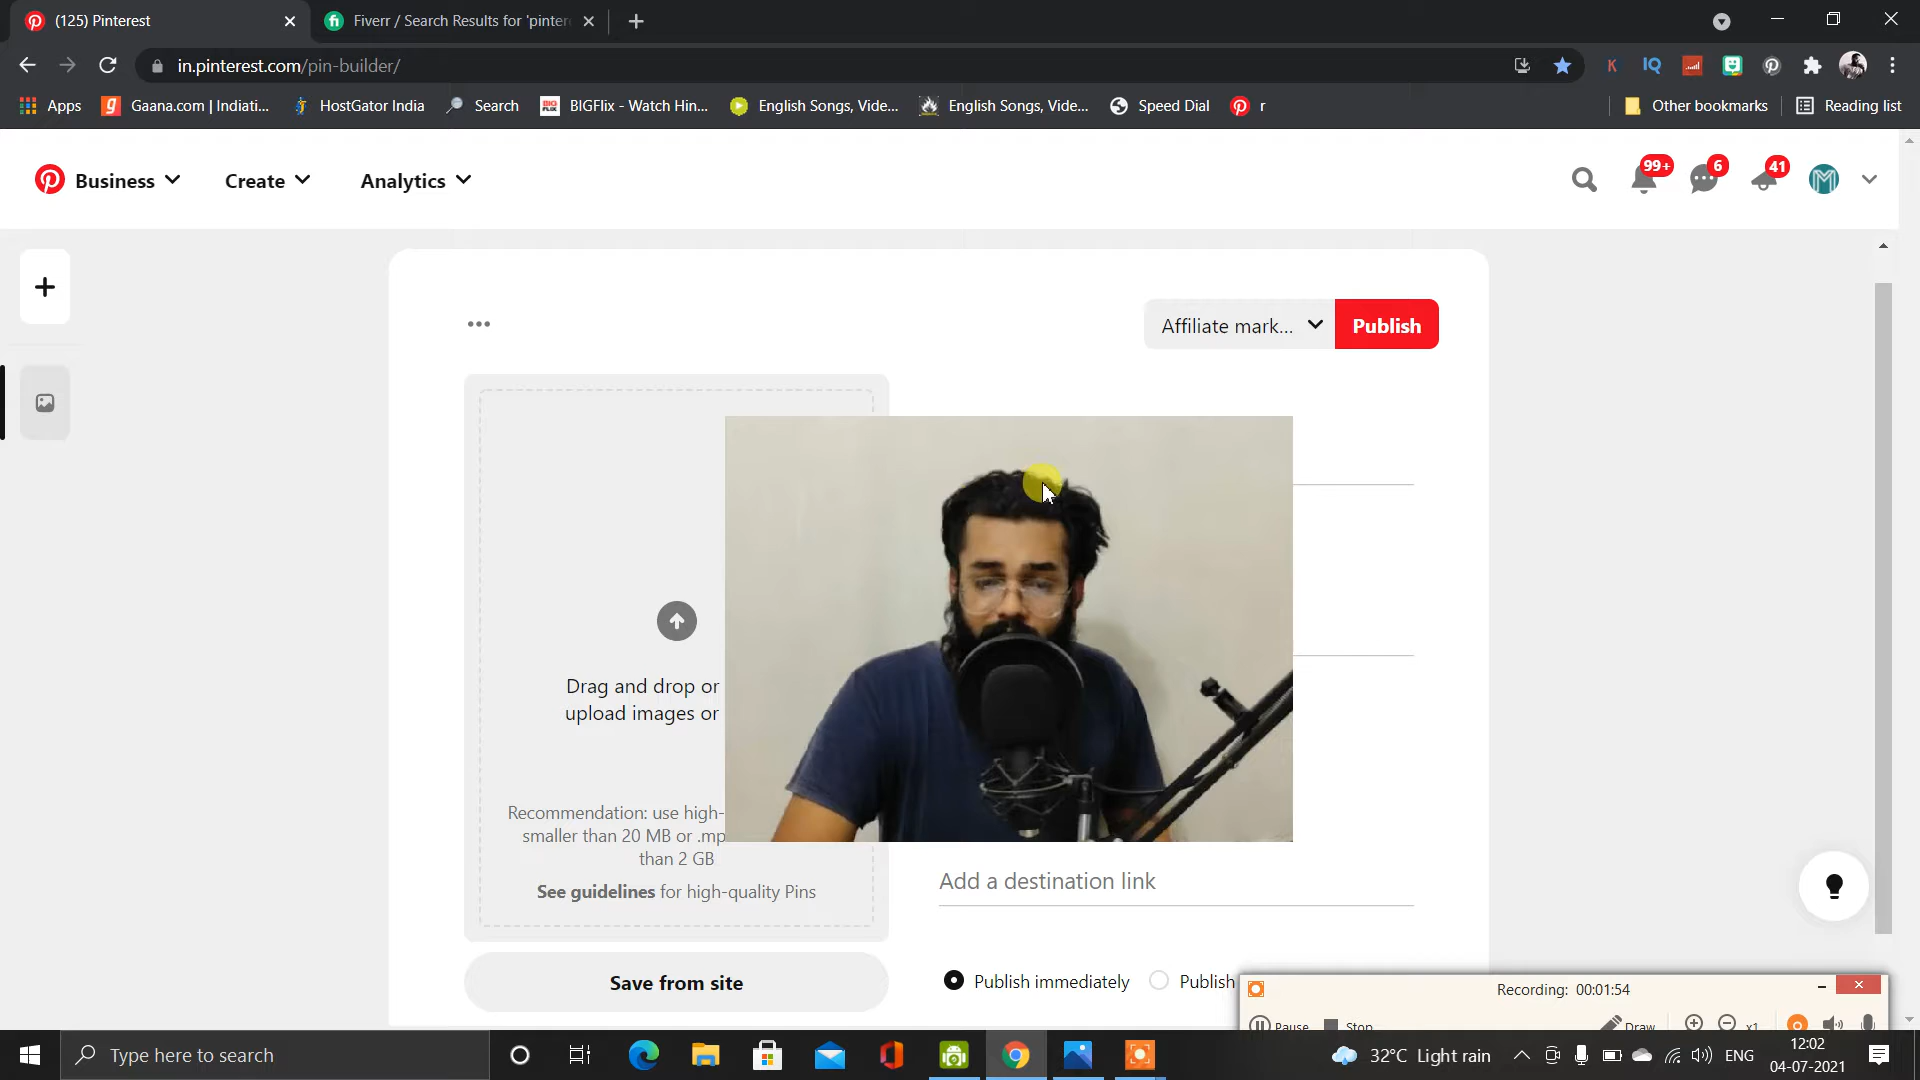 (125) Pinterest
Fiverr / Search Results for 'pinter
in.pinterest.com/pin-builder/
K
IQ
Apps
Gaana.com | Indiati...
HostGator India
Search
BIGFlix - Watch Hin...
English Songs, Vide...
English Songs, Vide...
Speed Dial
r
Other bookmarks
Reading list
Business
Create
Analytics
99+
6
41
Affiliate mark...
Publish
Drag and drop or
upload images or
Recommendation: use high-
smaller than 20 MB or .mp
than 2 GB
See guidelines for high-quality Pins
Save from site
Add a destination link
Publish immediately
Publish
Recording: 00:01:54
Pause
Stop
Draw
x1
Type here to search
32°C Light rain
ENG
12:02
04-07-2021